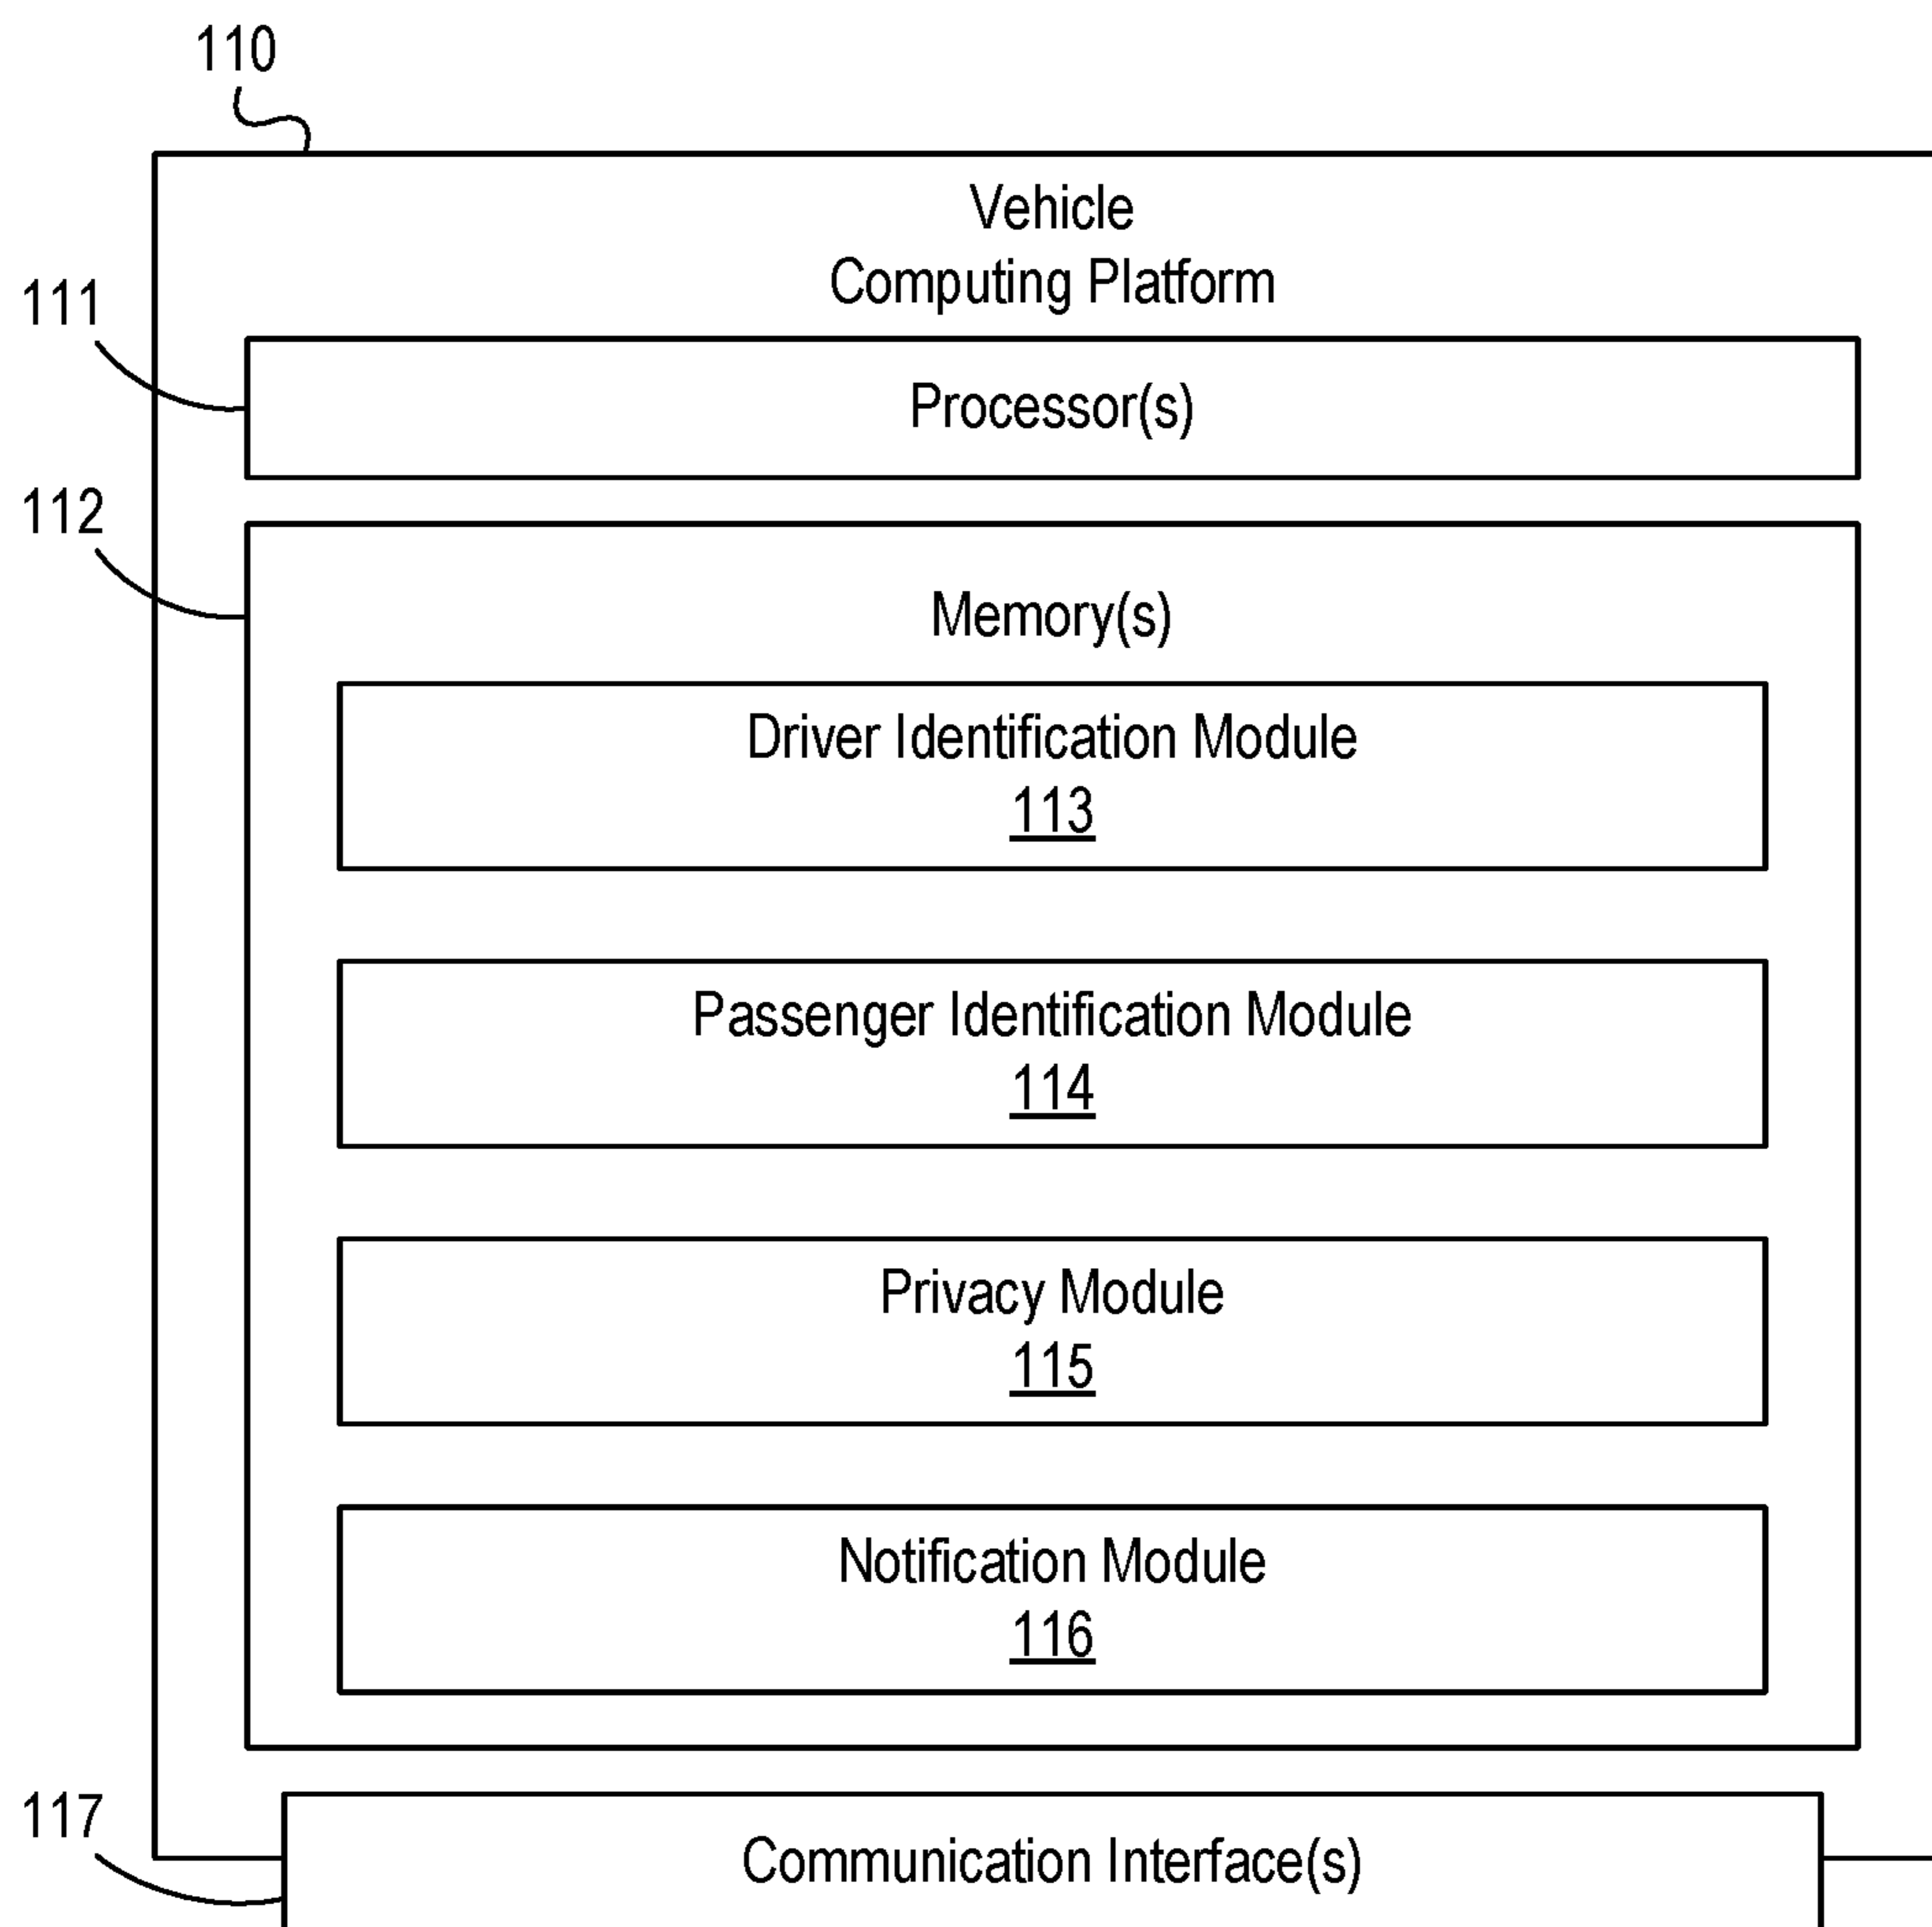 110
Vehicle
Computing Platform
111
Processor(s)
112
Memory(s)
Driver Identification Module
113
Passenger Identification Module
114
Privacy Module
115
Notification Module
116
117
Communication Interface(s)